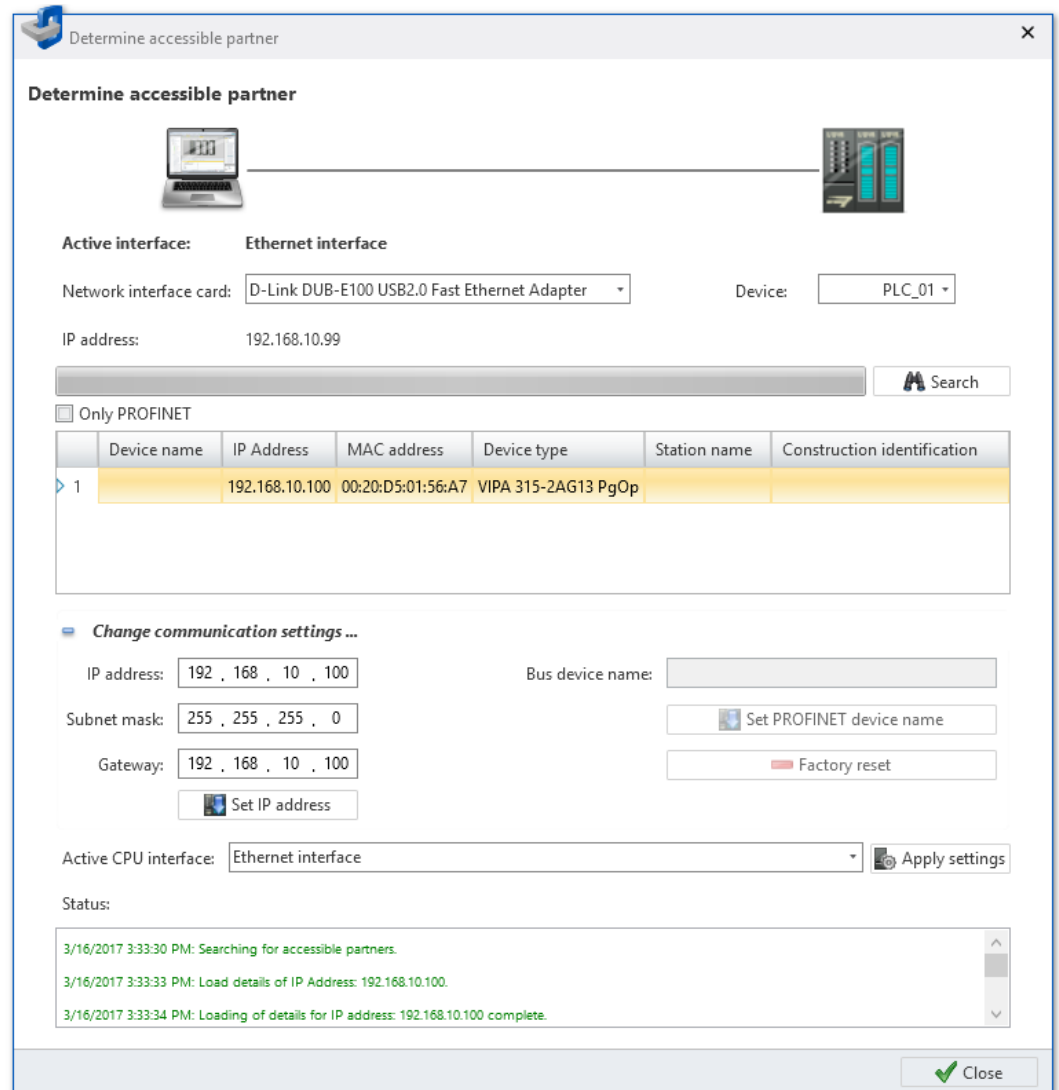 Determine accessible partner
Determine accessible partner
Active interface: Ethernet interface
Network interface card: D-Link DUB-E100 USB2.0 Fast Ethernet Adapter Device: PLC_01
IP address: 192.168.10.99
Search
Only PROFINET
Device name IP Address MAC address Device type Station name Construction identification
1 192.168.10.100 00:20:D5:01:56:A7 VIPA 315-2AG13 PgOp
Change communication settings ...
IP address: 192 . 168 . 10 . 100 Bus device name:
Subnet mask: 255 . 255 . 255 . 0 Set PROFINET device name
Gateway: 192 . 168 . 10 . 100 Factory reset
Set IP address
Active CPU interface: Ethernet interface Apply settings
Status:
3/16/2017 3:33:30 PM: Searching for accessible partners.
3/16/2017 3:33:33 PM: Load details of IP Address: 192.168.10.100.
3/16/2017 3:33:34 PM: Loading of details for IP address: 192.168.10.100 complete.
Close